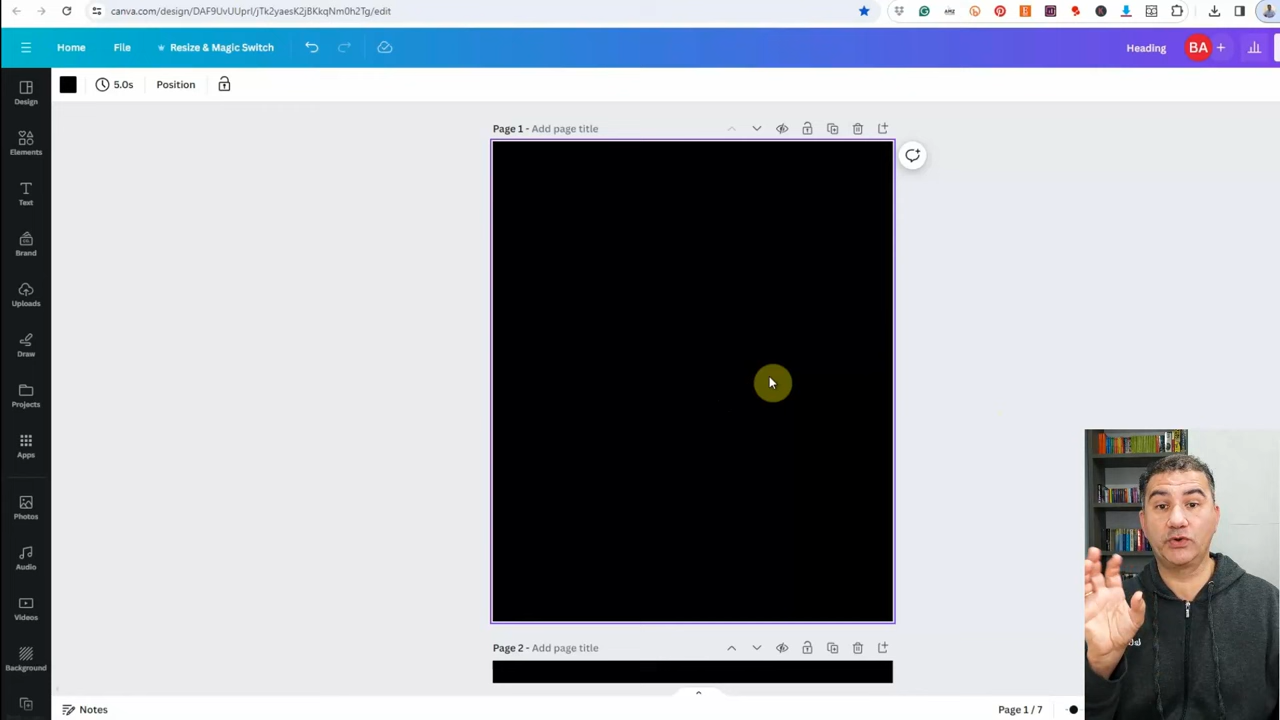 canva.com/design/DAF9UvUUprI/jTk2yaesK2jBKkqNm0h2Tg/edit
Home File Resize & Magic Switch Heading BA +
5.0s Position
Design
Elements
Text
Brand
Uploads
Draw
Projects
Apps
Photos
Audio
Videos
Background
Page 1 - Add page title
Page 2 - Add page title
Notes Page 1 / 7